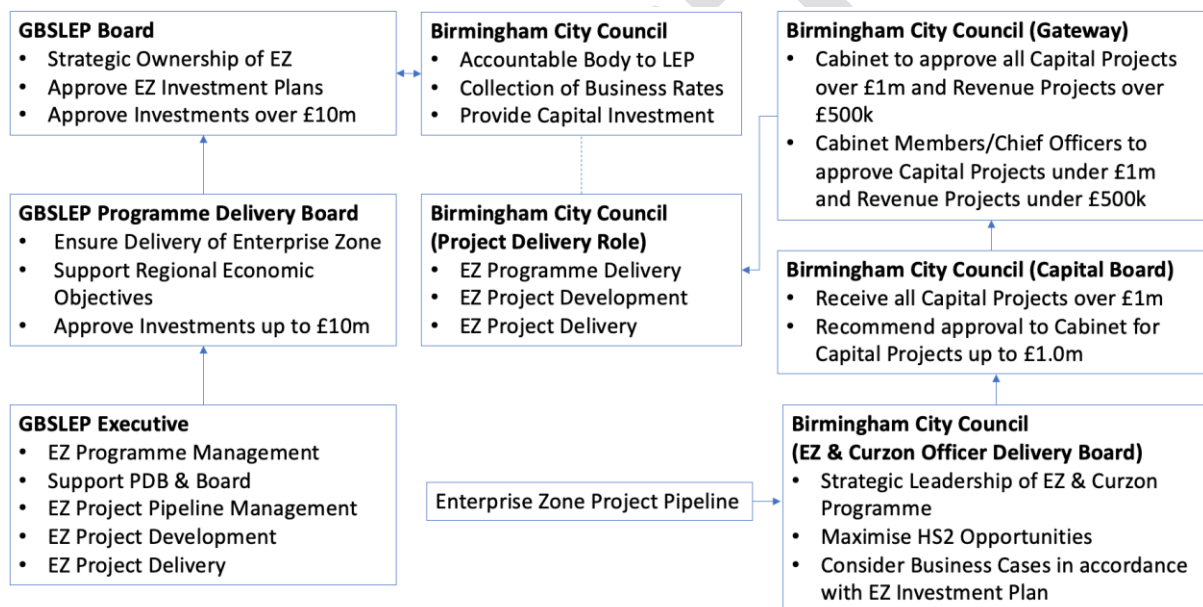 GBSLEP Board
• Strategic Ownership of EZ
• Approve EZ Investment Plans
• Approve Investments over £10m
Birmingham City Council
• Accountable Body to LEP
• Collection of Business Rates
• Provide Capital Investment
Birmingham City Council (Gateway)
• Cabinet to approve all Capital Projects
over £1m and Revenue Projects over
£500k
• Cabinet Members/Chief Officers to
approve Capital Projects under £1m
and Revenue Projects under £500k
GBSLEP Programme Delivery Board
• Ensure Delivery of Enterprise Zone
• Support Regional Economic
Objectives
• Approve Investments up to £10m
Birmingham City Council
(Project Delivery Role)
• EZ Programme Delivery
• EZ Project Development
• EZ Project Delivery
Birmingham City Council (Capital Board)
• Receive all Capital Projects over £1m
• Recommend approval to Cabinet for
Capital Projects up to £1.0m
GBSLEP Executive
• EZ Programme Management
• Support PDB & Board
• EZ Project Pipeline Management
• EZ Project Development
• EZ Project Delivery
Enterprise Zone Project Pipeline
Birmingham City Council
(EZ & Curzon Officer Delivery Board)
• Strategic Leadership of EZ & Curzon
Programme
• Maximise HS2 Opportunities
• Consider Business Cases in accordance
with EZ Investment Plan